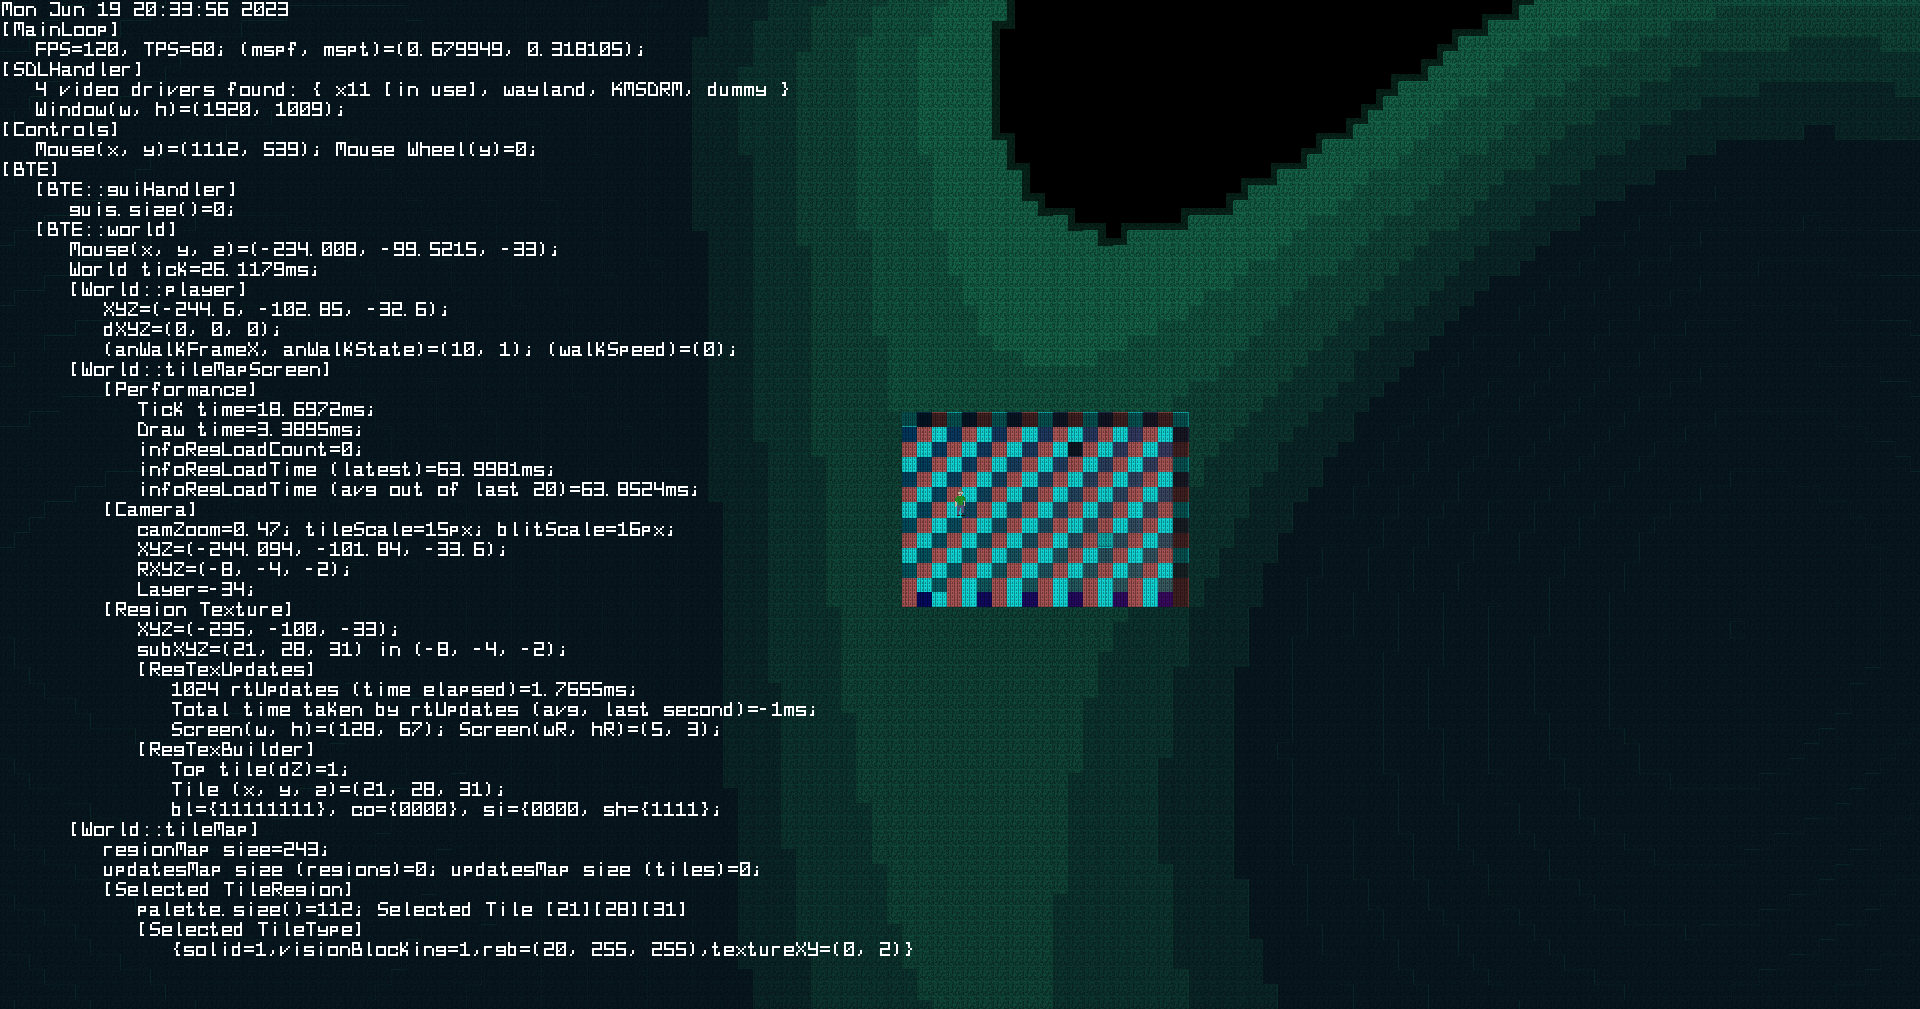 Mon Jun 19 20:33:56 2023
[MainLoop]
FPS=120, TPS=60; (mspf, mspt)=(0.679949, 0.318105);
[SDLHandler]
4 video drivers found: { x11 [in use], wayland, KMSDRM, dummy }
Window(w, h)=(1920, 1009);
[Controls]
Mouse(x, y)=(1112, 539); Mouse Wheel(y)=0;
[BTE]
[BTE::guiHandler]
guis.size()=0;
[BTE::world]
Mouse(x, y, z)=(-234.008, -99.5215, -33);
World tick=26.1179ms;
[World::player]
XYZ=(-244.6, -102.85, -32.6);
dXYZ=(0, 0, 0);
(anWalkFrameX, anWalkState)=(10, 1); (walkSpeed)=(0);
[World::tileMapScreen]
[Performance]
Tick time=18.6972ms;
Draw time=3.3895ms;
infoRegLoadCount=0;
infoRegLoadTime (latest)=63.9981ms;
infoRegLoadTime (avg out of last 20)=63.8524ms;
[Camera]
camZoom=0.47; tileScale=15px; blitScale=16px;
XYZ=(-244.094, -101.84, -33.6);
RXYZ=(-8, -4, -2);
Layer=-34;
[Region Texture]
XYZ=(-235, -100, -33);
subXYZ=(21, 28, 31) in (-8, -4, -2);
[RegTexUpdates]
1024 rtUpdates (time elapsed)=1.7655ms;
Total time taken by rtUpdates (avg, last second)=-1ms;
Screen(w, h)=(128, 67); Screen(wR, hR)=(5, 3);
[RegTexBuilder]
Top tile(dZ)=1;
Tile (x, y, z)=(21, 28, 31);
bl={11111111}, co={0000}, si={0000, sh={1111};
[World::tileMap]
regionMap size=243;
updatesMap size (regions)=0; updatesMap size (tiles)=0;
[Selected TileRegion]
palette.size()=112; Selected Tile [21][28][31]
[Selected TileType]
{solid=1,visionBlocking=1,rgb=(20, 255, 255),textureXY=(0, 2)}